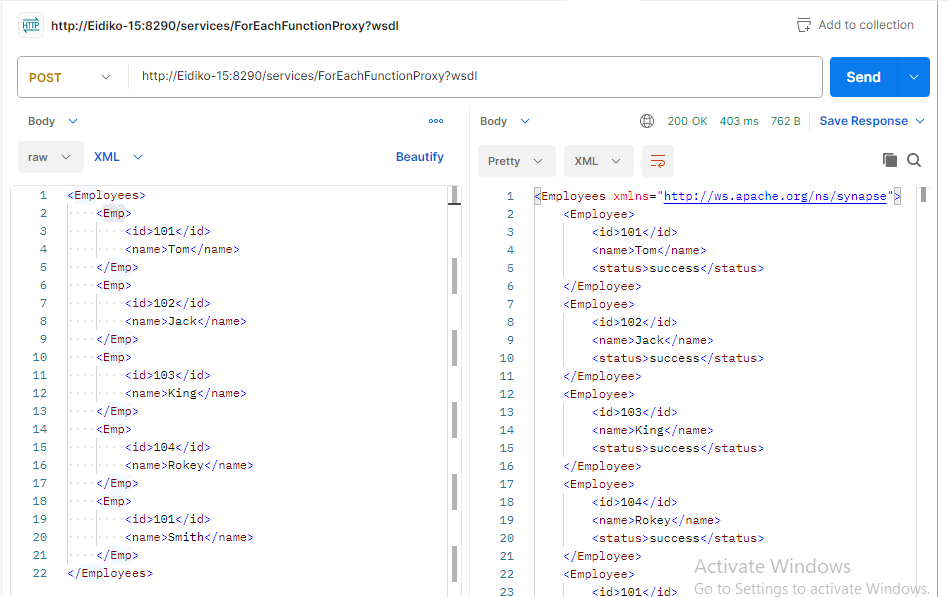 HTTP http://Eidiko-15:8290/services/ForEachFunctionProxy?wsdl Add to collection
POST http://Eidiko-15:8290/services/ForEachFunctionProxy?wsdl Send
Body
raw XML Beautify
1 <Employees>
2 <Emp>
3 <id>101</id>
4 <name>Tom</name>
5 </Emp>
6 <Emp>
7 <id>102</id>
8 <name>Jack</name>
9 </Emp>
10 <Emp>
11 <id>103</id>
12 <name>King</name>
13 </Emp>
14 <Emp>
15 <id>104</id>
16 <name>Rokey</name>
17 </Emp>
18 <Emp>
19 <id>101</id>
20 <name>Smith</name>
21 </Emp>
22 </Employees>
Body 200 OK 403 ms 762 B Save Response
Pretty XML
1 <Employees xmlns="http://ws.apache.org/ns/synapse">
2 <Employee>
3 <id>101</id>
4 <name>Tom</name>
5 <status>success</status>
6 </Employee>
7 <Employee>
8 <id>102</id>
9 <name>Jack</name>
10 <status>success</status>
11 </Employee>
12 <Employee>
13 <id>103</id>
14 <name>King</name>
15 <status>success</status>
16 </Employee>
17 <Employee>
18 <id>104</id>
19 <name>Rokey</name>
20 <status>success</status>
21 </Employee>
22 <Employee>
23 <id>101</id>
Activate Windows
Go to Settings to activate Windows.